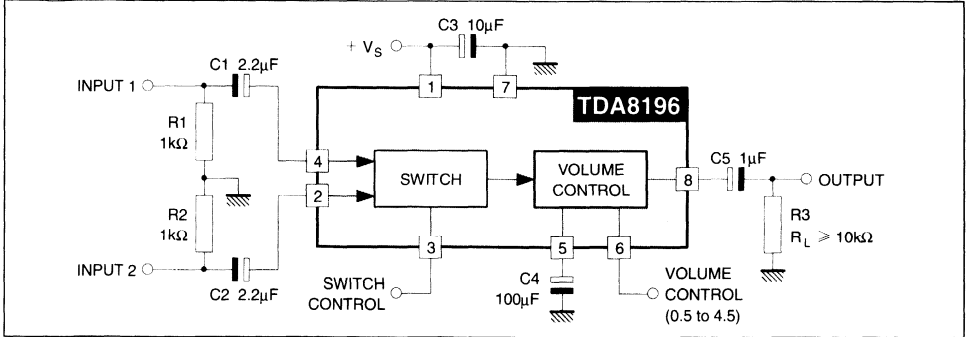 C3 10µF
+ VS
C1 2.2µF
INPUT 1
1
7
TDA8196
R1
1kΩ
4
SWITCH
VOLUME
CONTROL
8
C5 1µF
OUTPUT
2
R2
1kΩ
R3
RL ⩾ 10kΩ
3
5
6
INPUT 2
C2 2.2µF
SWITCH
CONTROL
C4
100µF
VOLUME
CONTROL
(0.5 to 4.5)